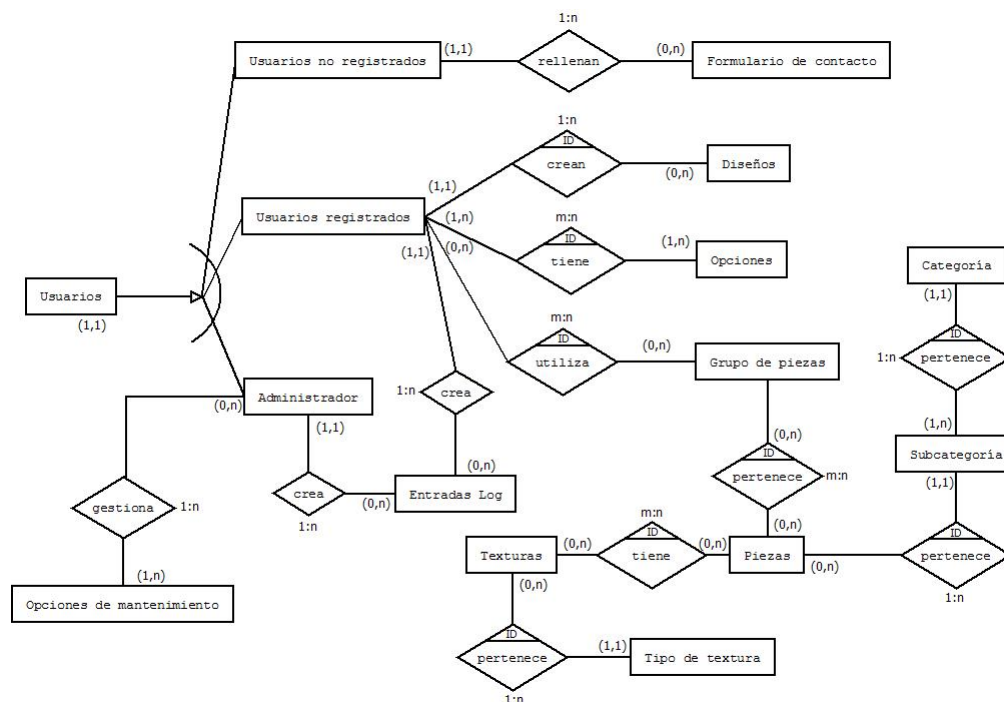 1:n
Usuarios no registrados
(1,1)
rellenan
(0,n)
Formulario de contacto
1:n
ID
crean
(0,n)
Diseños
(1,1)
Usuarios registrados
(1,n)
(0,n)
(1,1)
m:n
ID
tiene
(1,n)
Opciones
Categoría
(1,1)
Usuarios
(1,1)
m:n
ID
utiliza
(0,n)
Grupo de piezas
ID
pertenece
1:n
(1,n)
Administrador
(0,n)
(1,1)
1:n
crea
(0,n)
(0,n)
ID
pertenece
m:n
(0,n)
Subcategoría
(1,1)
gestiona
1:n
crea
1:n
(0,n)
Entradas Log
m:n
ID
tiene
Texturas
(0,n)
(0,n)
(0,n)
Piezas
(0,n)
ID
pertenece
1:n
(1,n)
Opciones de mantenimiento
ID
pertenece
1:n
(1,1)
Tipo de textura